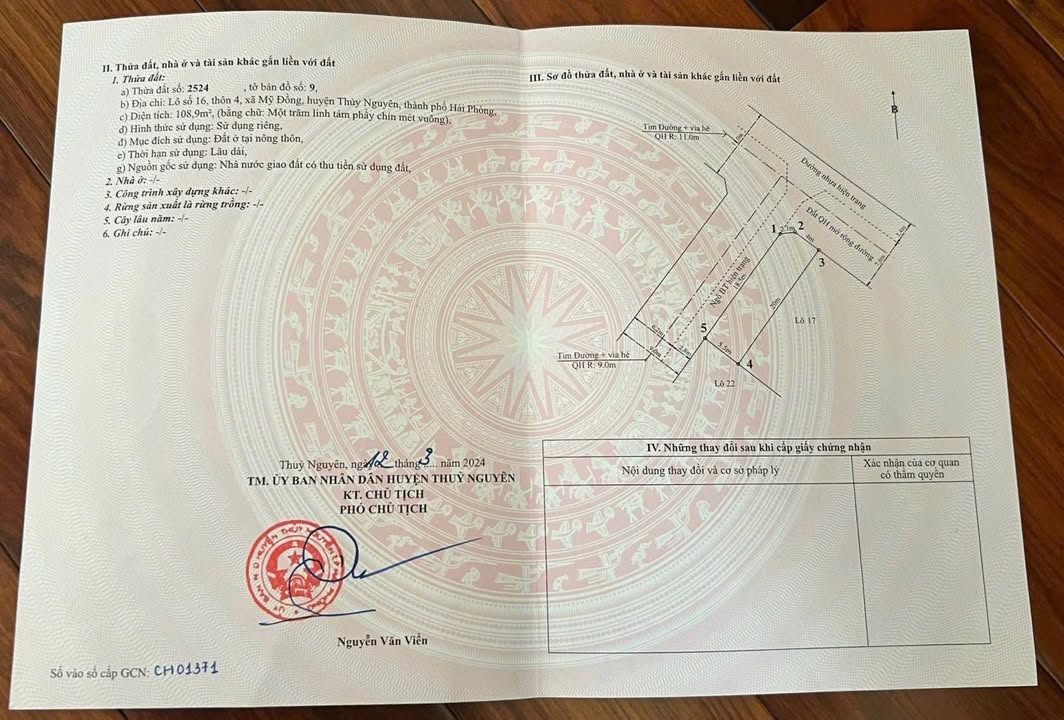 II. Thửa đất, nhà ở và tài sản khác gắn liền với đất
1. Thửa đất:
a) Thửa đất số: 2524 , tờ bản đồ số: 9,
b) Địa chỉ: Lô số 16, thôn 4, xã Mỹ Đồng, huyện Thủy Nguyên, thành phố Hải Phòng,
c) Diện tích: 108,9m², (bằng chữ: Một trăm linh tám phẩy chín mét vuông),
d) Hình thức sử dụng: Sử dụng riêng,
đ) Mục đích sử dụng: Đất ở tại nông thôn,
e) Thời hạn sử dụng: Lâu dài,
g) Nguồn gốc sử dụng: Nhà nước giao đất có thu tiền sử dụng đất,
2. Nhà ở: -/-
3. Công trình xây dựng khác: -/-
4. Rừng sản xuất là rừng trồng: -/-
5. Cây lâu năm: -/-
6. Ghi chú: -/-
Thuỷ Nguyên, ngày 12 tháng 3... năm 2024
TM. ỦY BAN NHÂN DÂN HUYỆN THUỶ NGUYÊN
KT. CHỦ TỊCH
PHÓ CHỦ TỊCH
Nguyễn Văn Viển
Số vào sổ cấp GCN: CH01371
III. Sơ đồ thửa đất, nhà ở và tài sản khác gắn liền với đất
B
Tim Đường + vỉa hè
QH R: 11.0m
Đường nhựa hiện trạng
Đất QH mở rộng đường
1
2.1m
2
4m
3
Ngõ BT hiện trạng
18.5m
20m
Lô 17
5
5.5m
4
Lô 22
Tim Đường + vỉa hè
QH R: 9.0m
IV. Những thay đổi sau khi cấp giấy chứng nhận
Nội dung thay đổi và cơ sở pháp lý
Xác nhận của cơ quan
có thẩm quyền